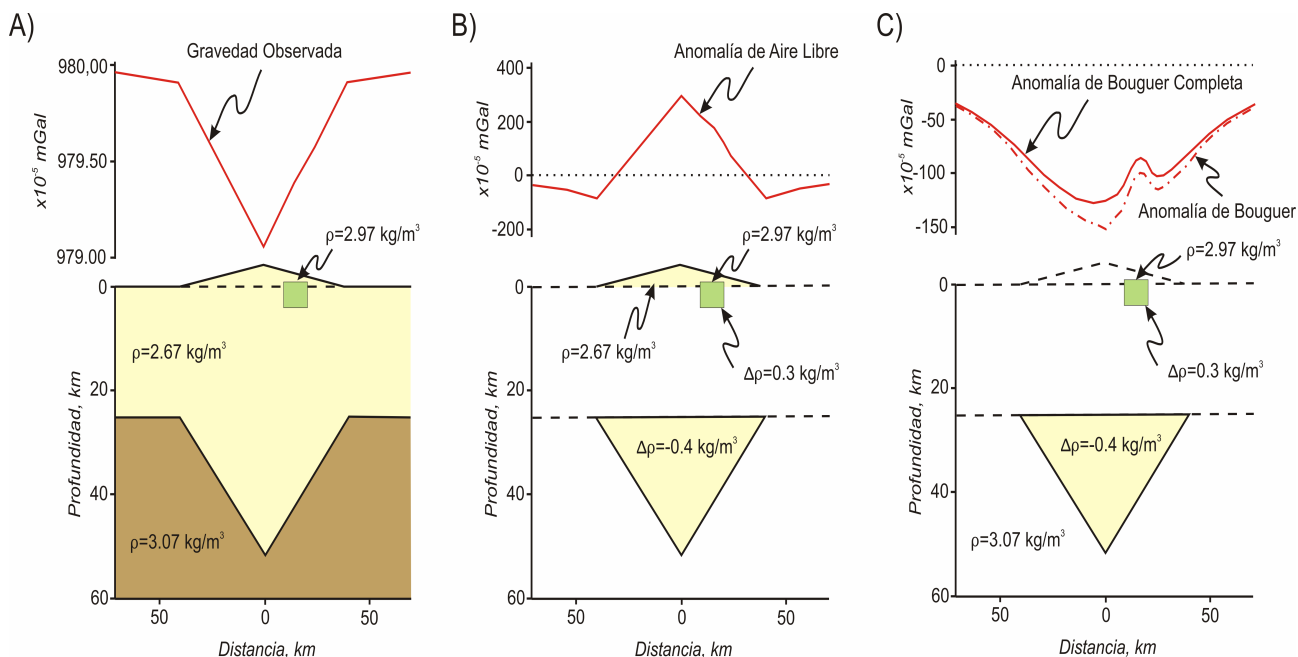 A)
Gravedad Observada
980,00
979.50
979.00
x10⁻⁵ mGal
ρ=2.97 kg/m³
0
20
40
60
Profundidad, km
ρ=2.67 kg/m³
ρ=3.07 kg/m³
50 0 50
Distancia, km
B)
Anomalía de Aire Libre
400
200
0
-200
x10⁻⁵ mGal
ρ=2.97 kg/m³
0
20
40
60
Profundidad, km
ρ=2.67 kg/m³
Δρ=0.3 kg/m³
Δρ=-0.4 kg/m³
50 0 50
Distancia, km
C)
0
-50
-100
-150
x10⁻⁵ mGal
Anomalía de Bouguer Completa
Anomalía de Bouguer
ρ=2.97 kg/m³
0
20
40
60
Profundidad, km
Δρ=0.3 kg/m³
Δρ=-0.4 kg/m³
ρ=3.07 kg/m³
50 0 50
Distancia, km